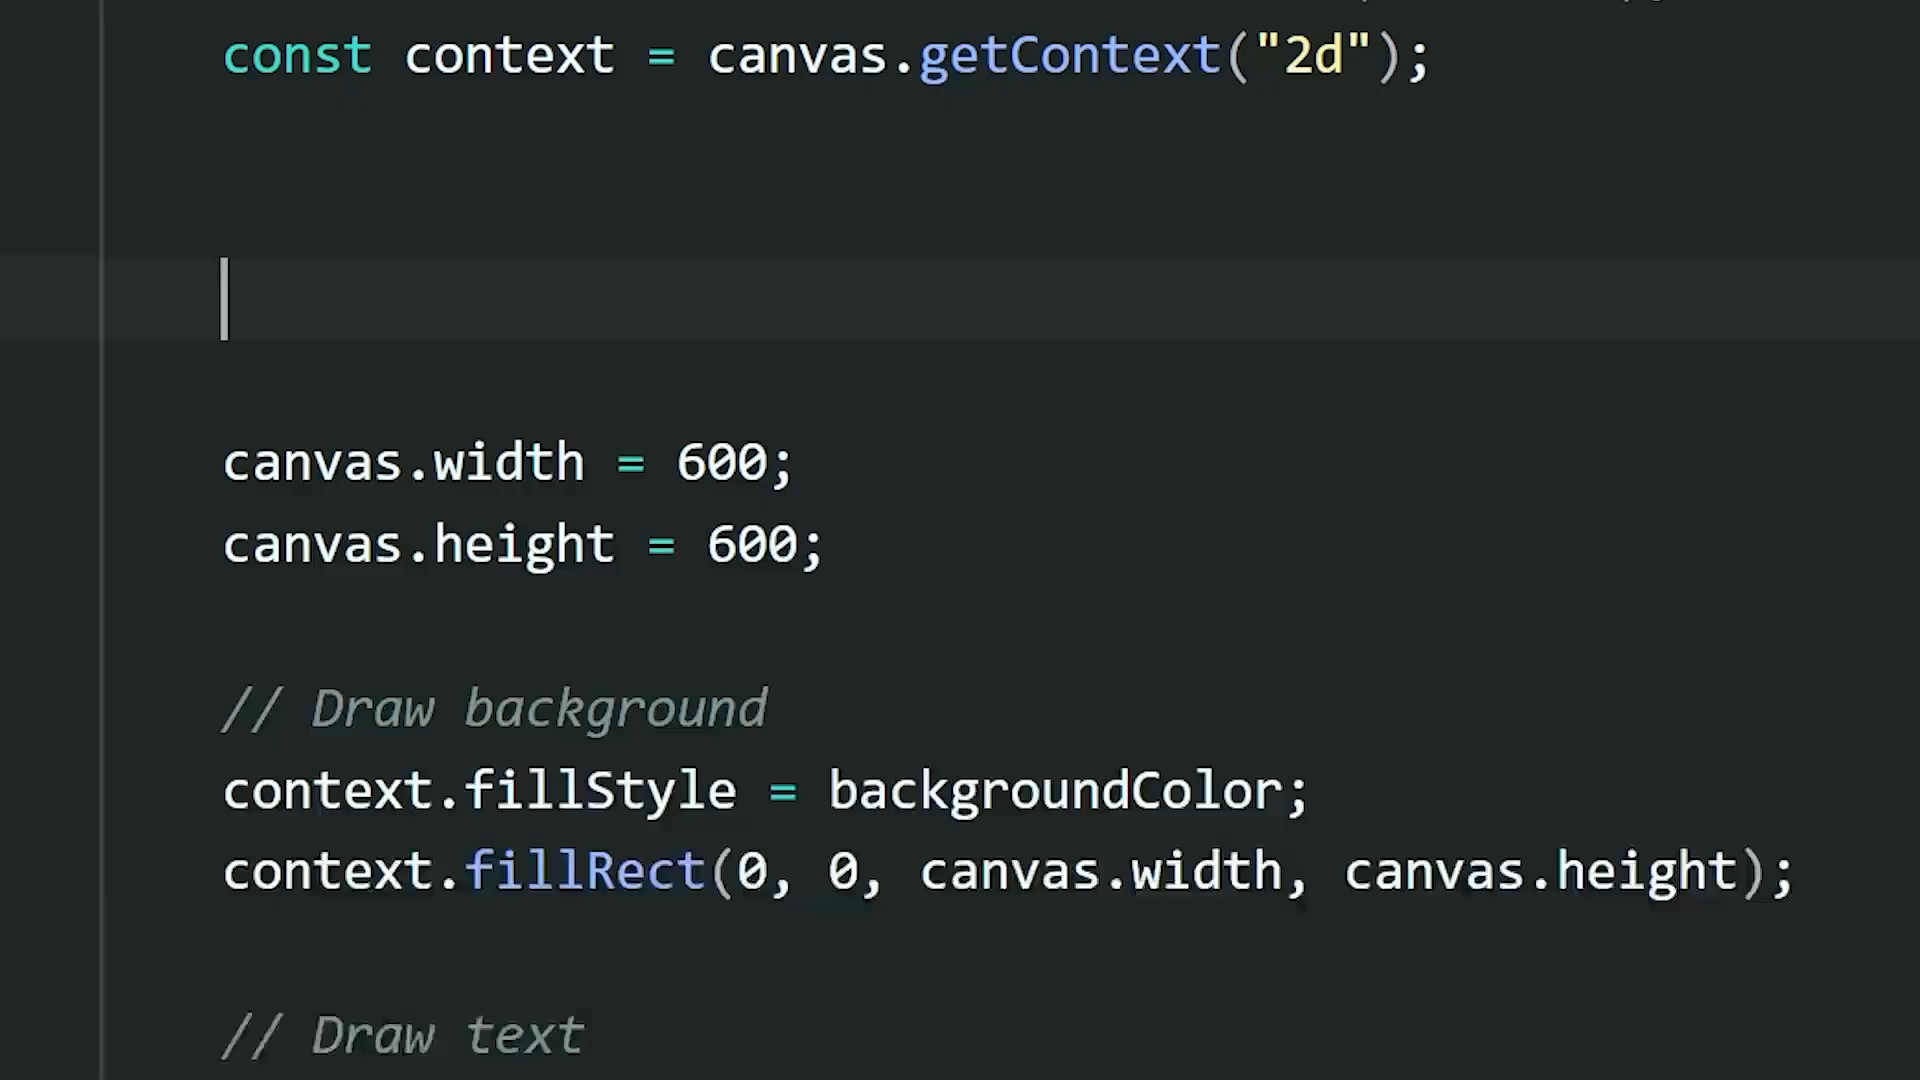 const context = canvas.getContext("2d");
canvas.width = 600;
canvas.height = 600;
// Draw background
context.fillStyle = backgroundColor;
context.fillRect(0, 0, canvas.width, canvas.height);
// Draw text